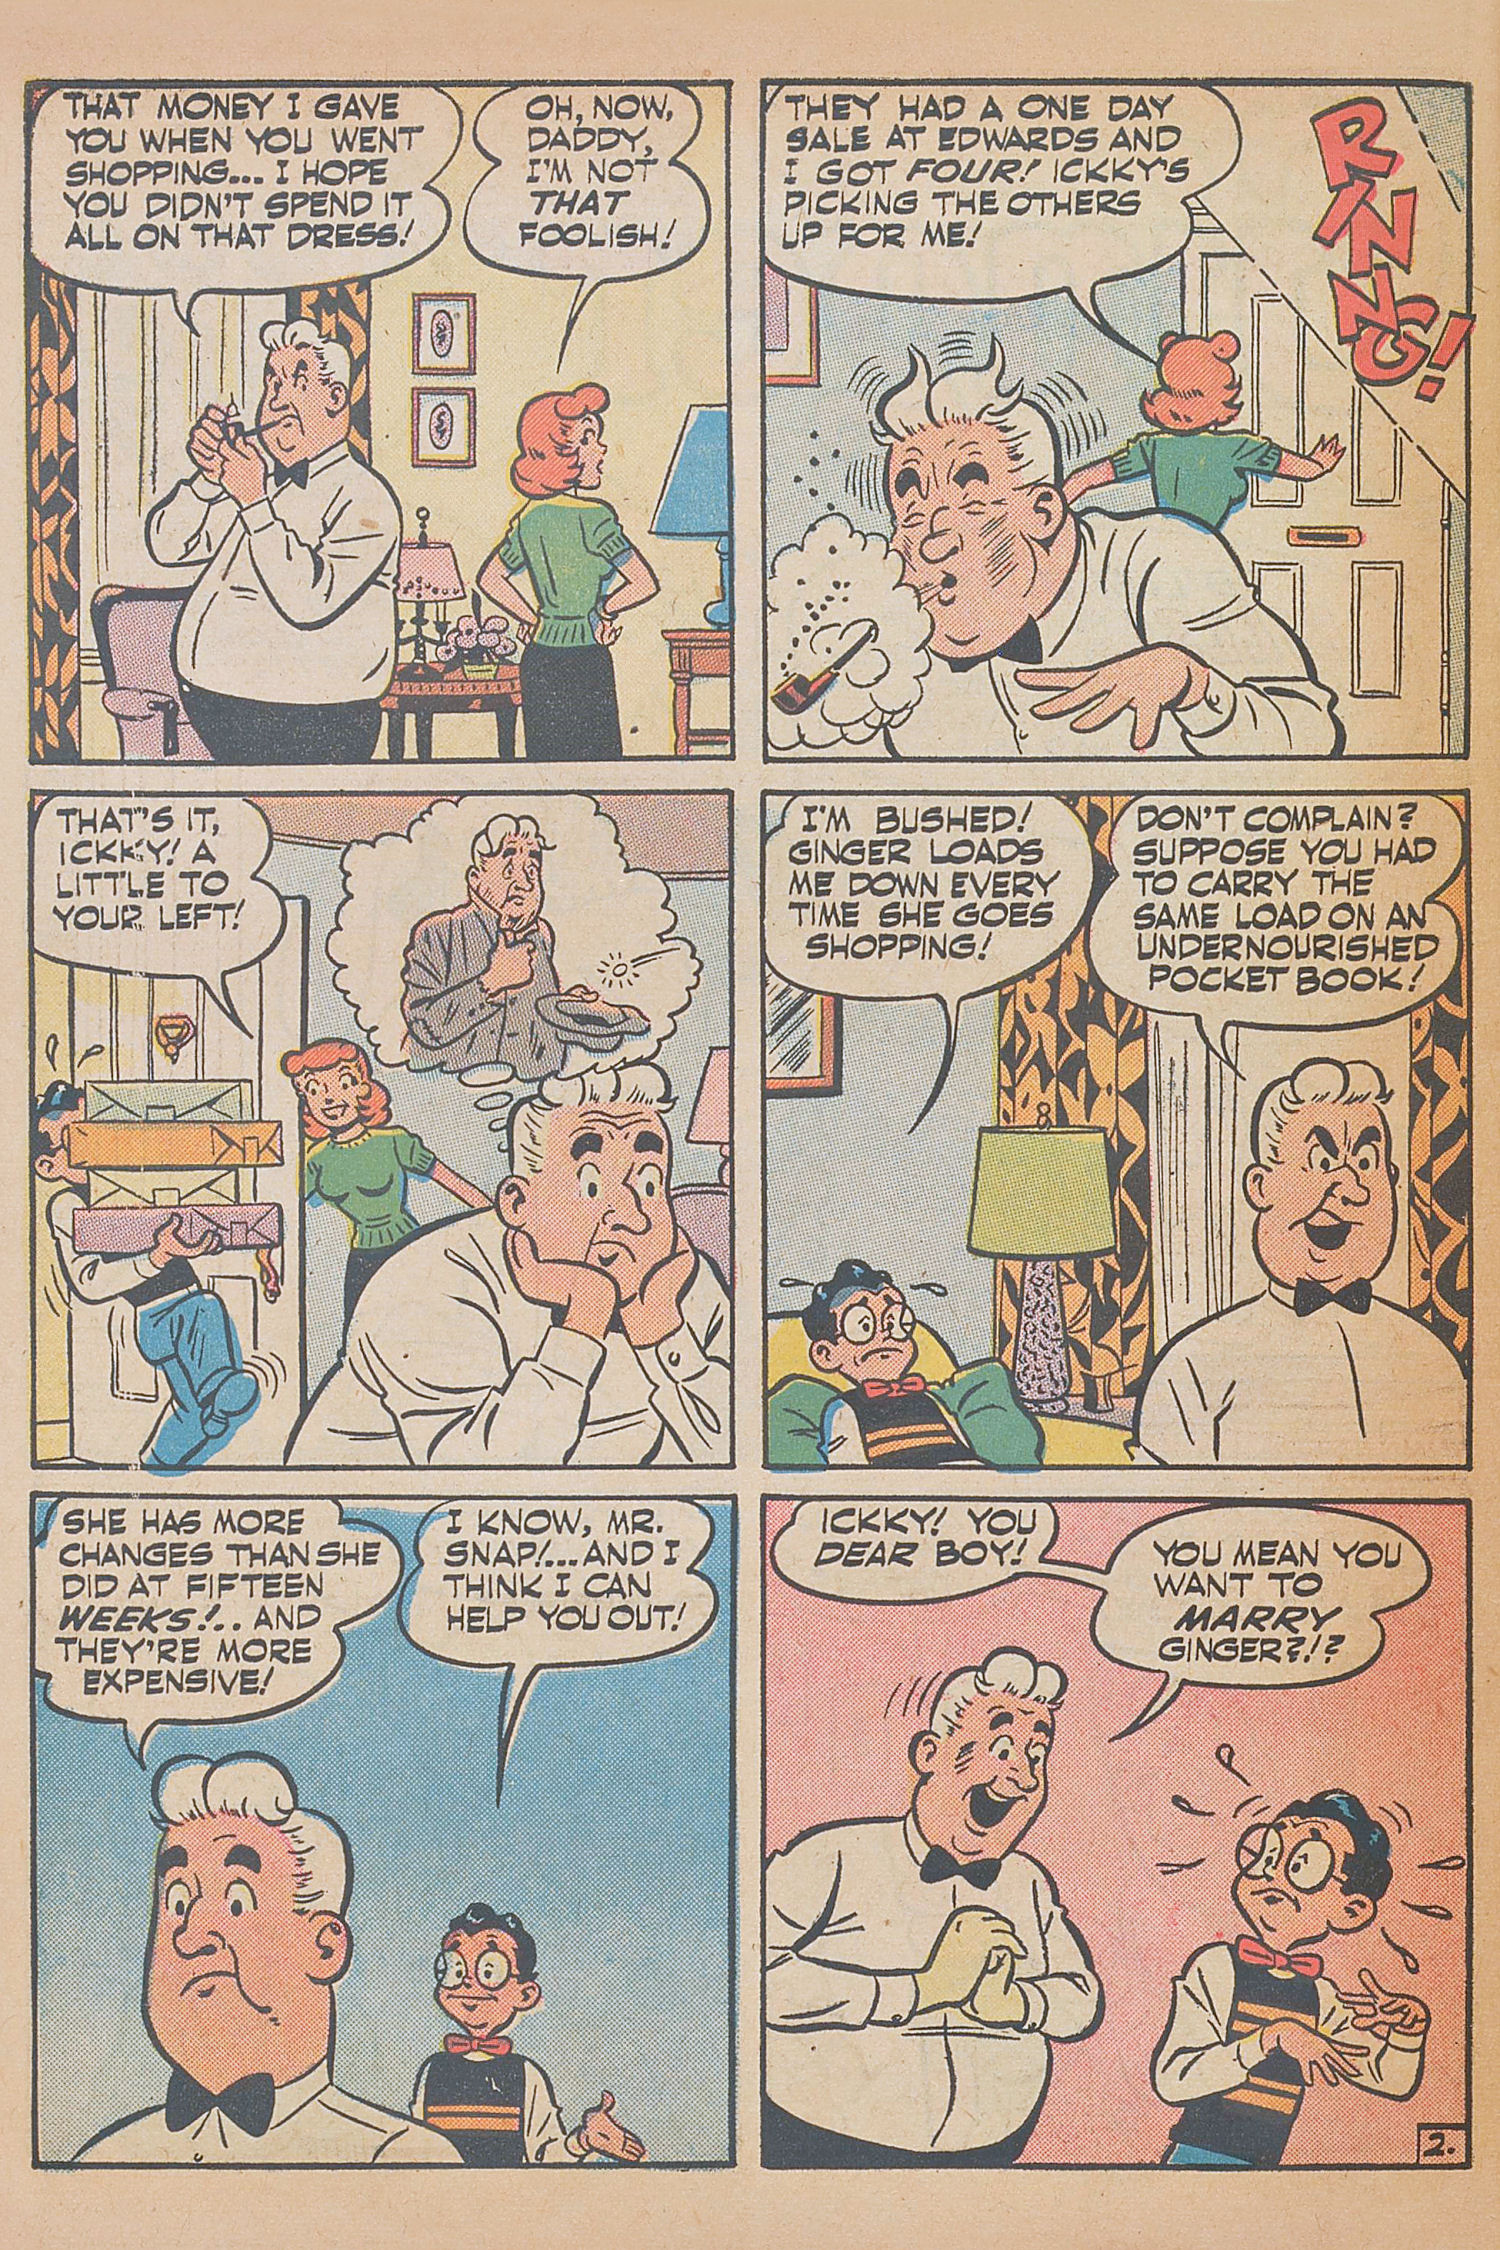 THAT MONEY I GAVE
YOU WHEN YOU WENT
SHOPPING... I HOPE
YOU DIDN'T SPEND IT
ALL ON THAT DRESS!
OH, NOW,
DADDY,
I'M NOT
THAT
FOOLISH!
THEY HAD A ONE DAY
SALE AT EDWARDS AND
I GOT FOUR! ICKKY'S
PICKING THE OTHERS
UP FOR ME!
RINNG!
THAT'S IT,
ICKKY! A
LITTLE TO
YOUR LEFT!
I'M BUSHED!
GINGER LOADS
ME DOWN EVERY
TIME SHE GOES
SHOPPING!
DON'T COMPLAIN?
SUPPOSE YOU HAD
TO CARRY THE
SAME LOAD ON AN
UNDERNOURISHED
POCKET BOOK!
SHE HAS MORE
CHANGES THAN SHE
DID AT FIFTEEN
WEEKS!.. AND
THEY'RE MORE
EXPENSIVE!
I KNOW, MR.
SNAP!...AND I
THINK I CAN
HELP YOU OUT!
ICKKY! YOU
DEAR BOY!
YOU MEAN YOU
WANT TO
MARRY
GINGER?!?
2.